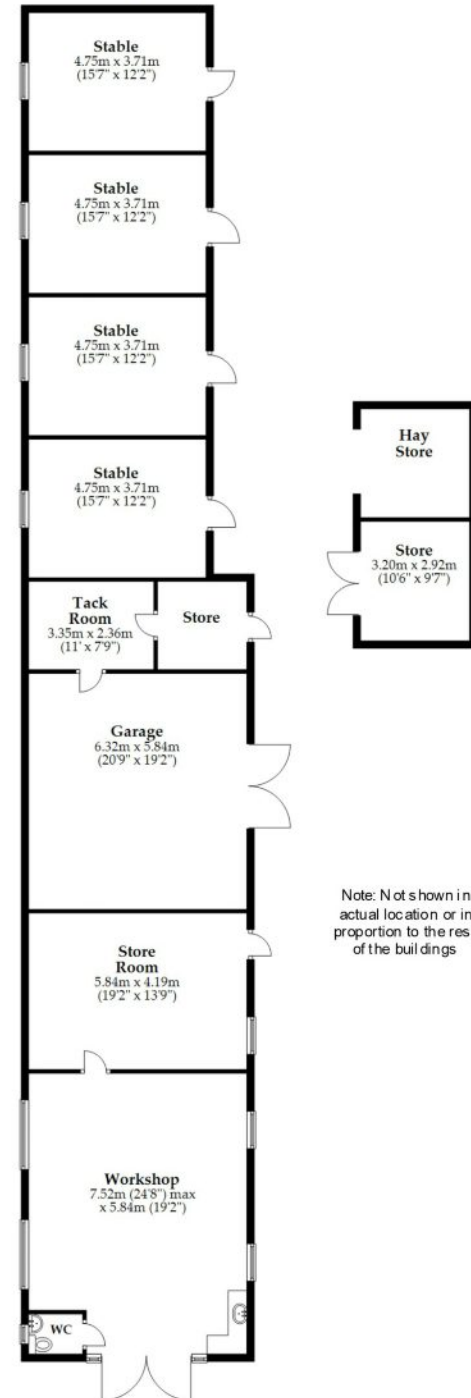 Stable
4.75m x 3.71m
(15'7" x 12'2")
Stable
4.75m x 3.71m
(15'7" x 12'2")
Stable
4.75m x 3.71m
(15'7" x 12'2")
Stable
4.75m x 3.71m
(15'7" x 12'2")
Hay
Store
Store
3.20m x 2.92m
(10'6" x 9'7")
Tack
Room
3.35m x 2.36m
(11' x 7'9")
Store
Garage
6.32m x 5.84m
(20'9" x 19'2")
Note: Not shown in
actual location or in
proportion to the res
of the buildings
Store
Room
5.84m x 4.19m
(19'2" x 13'9")
Workshop
7.52m (24'8") max
x 5.84m (19'2")
WC